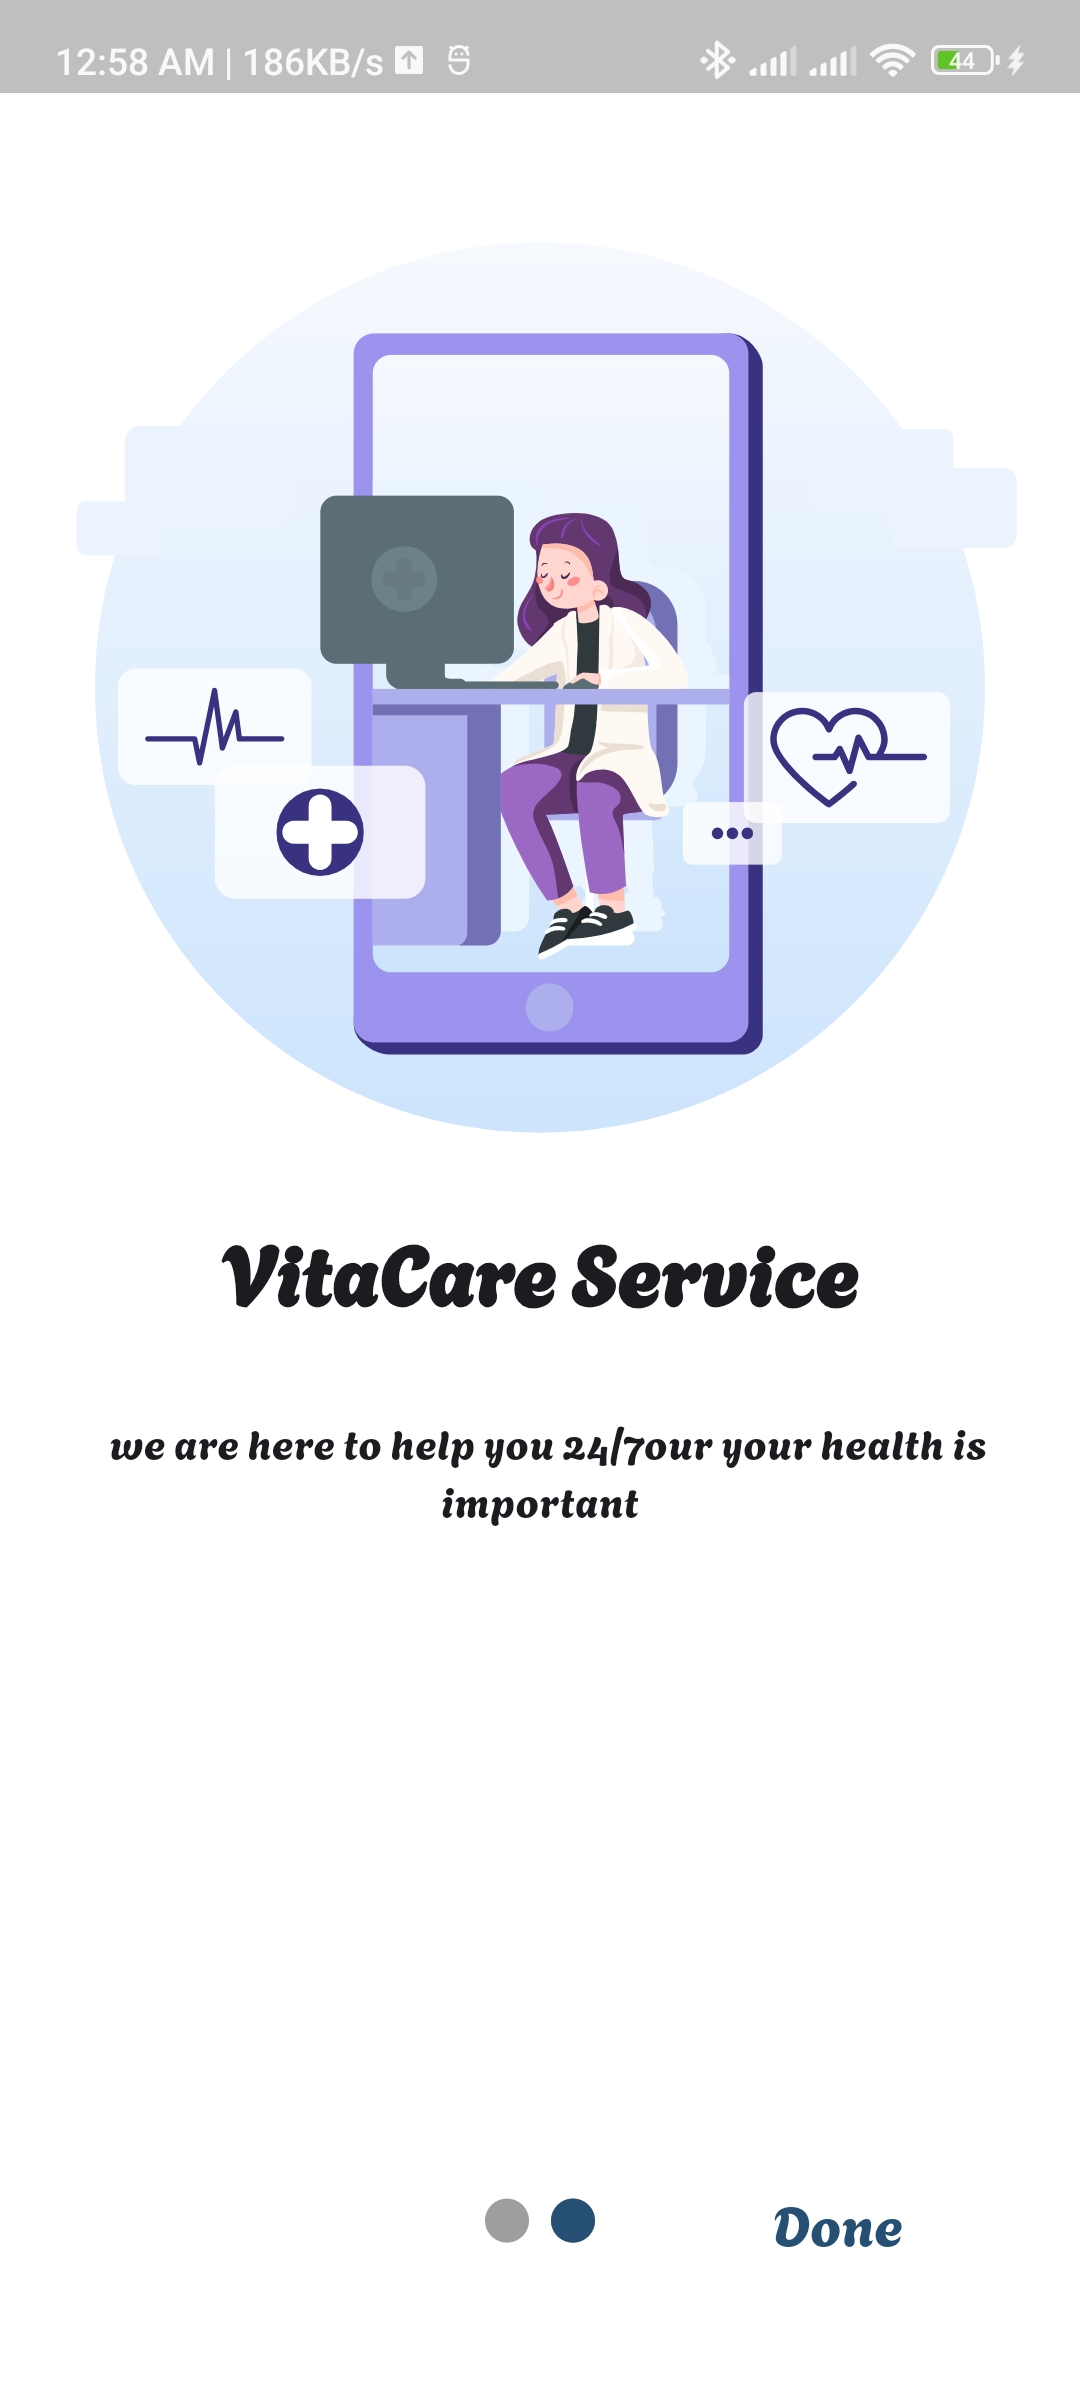 12:58 AM | 186KB/s 44
VitaCare Service
we are here to help you 24/7our your health is
important
Done